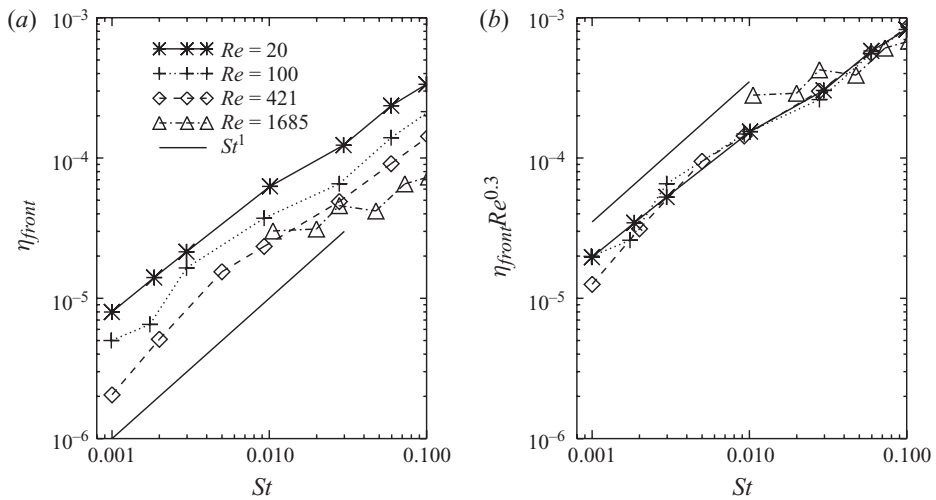 (a)
10⁻³
10⁻⁴
10⁻⁵
10⁻⁶
η_front
Re = 20
Re = 100
Re = 421
Re = 1685
St¹
0.001
0.010
0.100
St
(b)
10⁻³
10⁻⁴
10⁻⁵
10⁻⁶
η_front Re^0.3
0.001
0.010
0.100
St